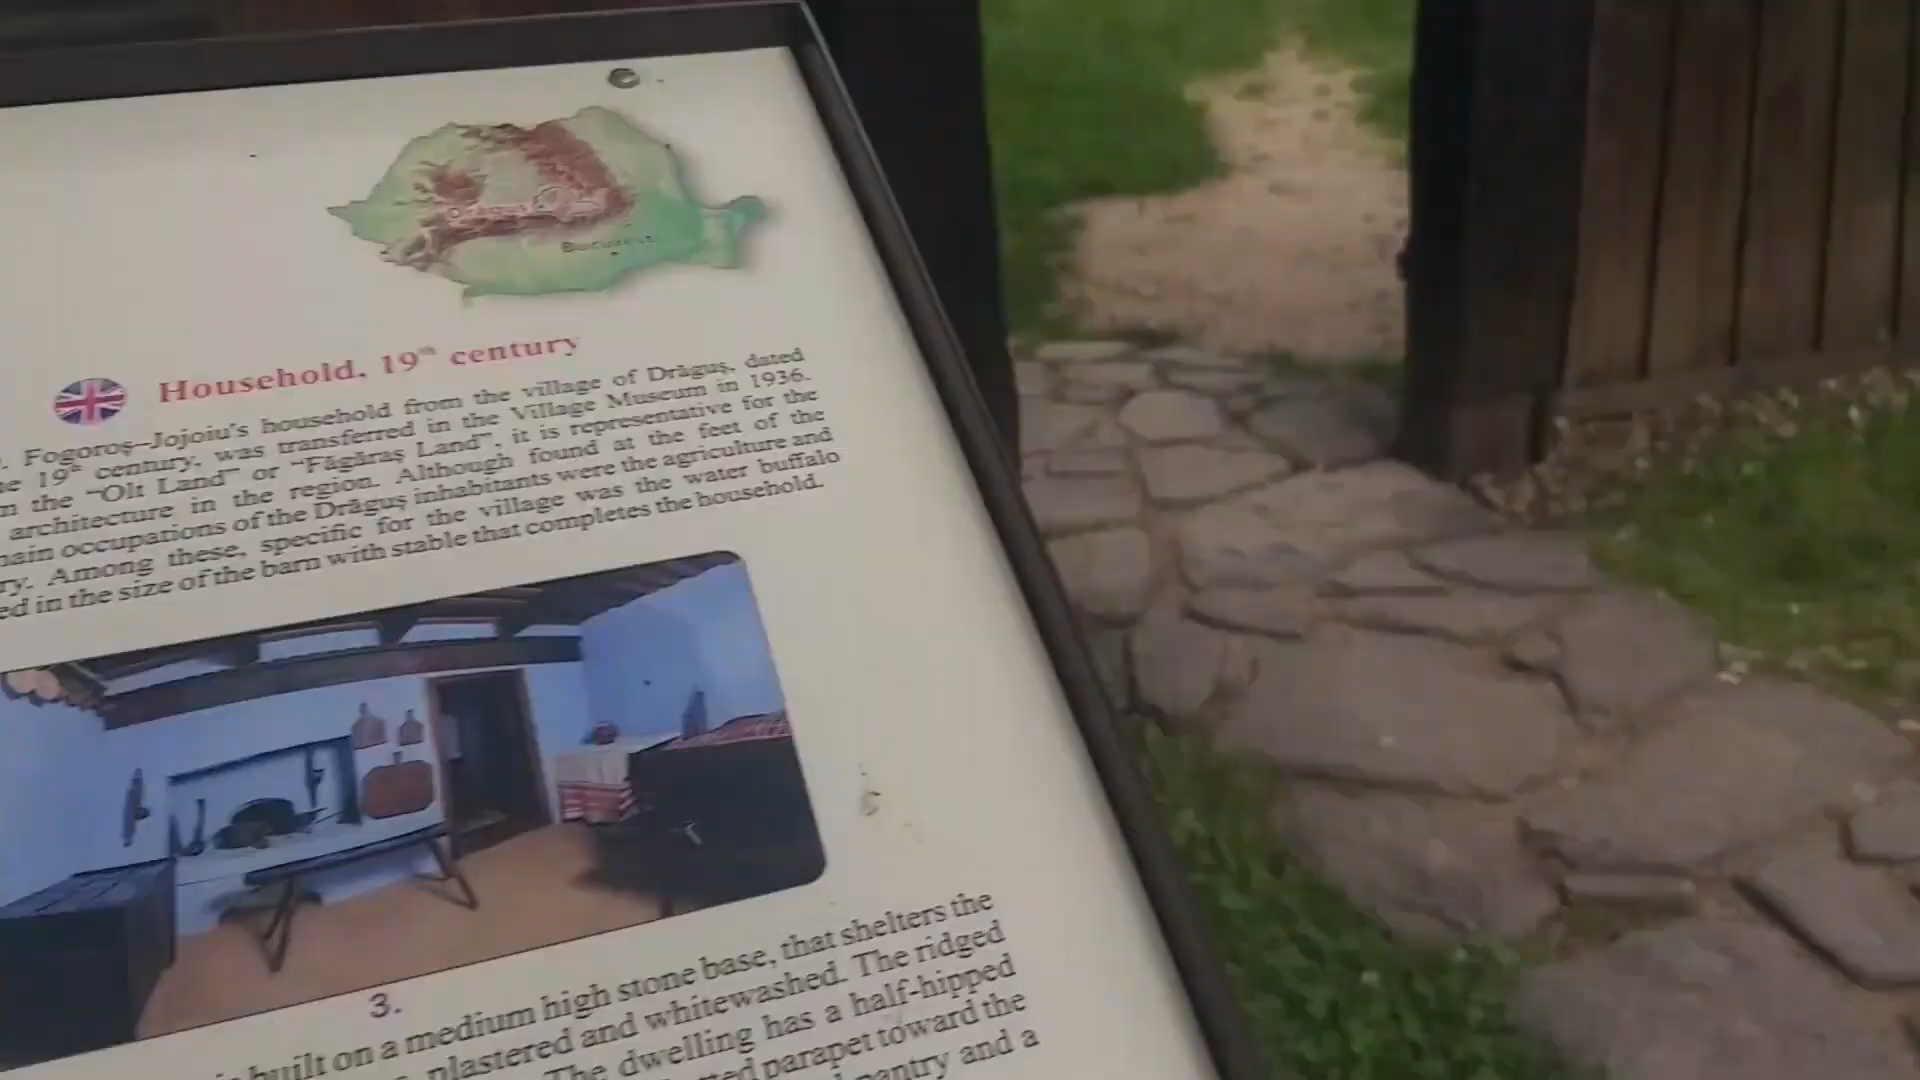 Drăguș
Bucureşti
Household, 19th century
. Fogoroș–Jojoiu's household from the village of Drăguș, dated
19th century, was transferred in the Village Museum in 1936.
the "Olt Land" or "Făgăraș Land", it is representative for the
architecture in the region. Although found at the feet of the
occupations of the Drăguș inhabitants were the agriculture and
Among these, specific for the village was the water buffalo
in the size of the barn with stable that completes the household.
3.
built on a medium high stone base, that shelters the
plastered and whitewashed. The ridged
The dwelling has a half-hipped
parapet toward the
pantry and a